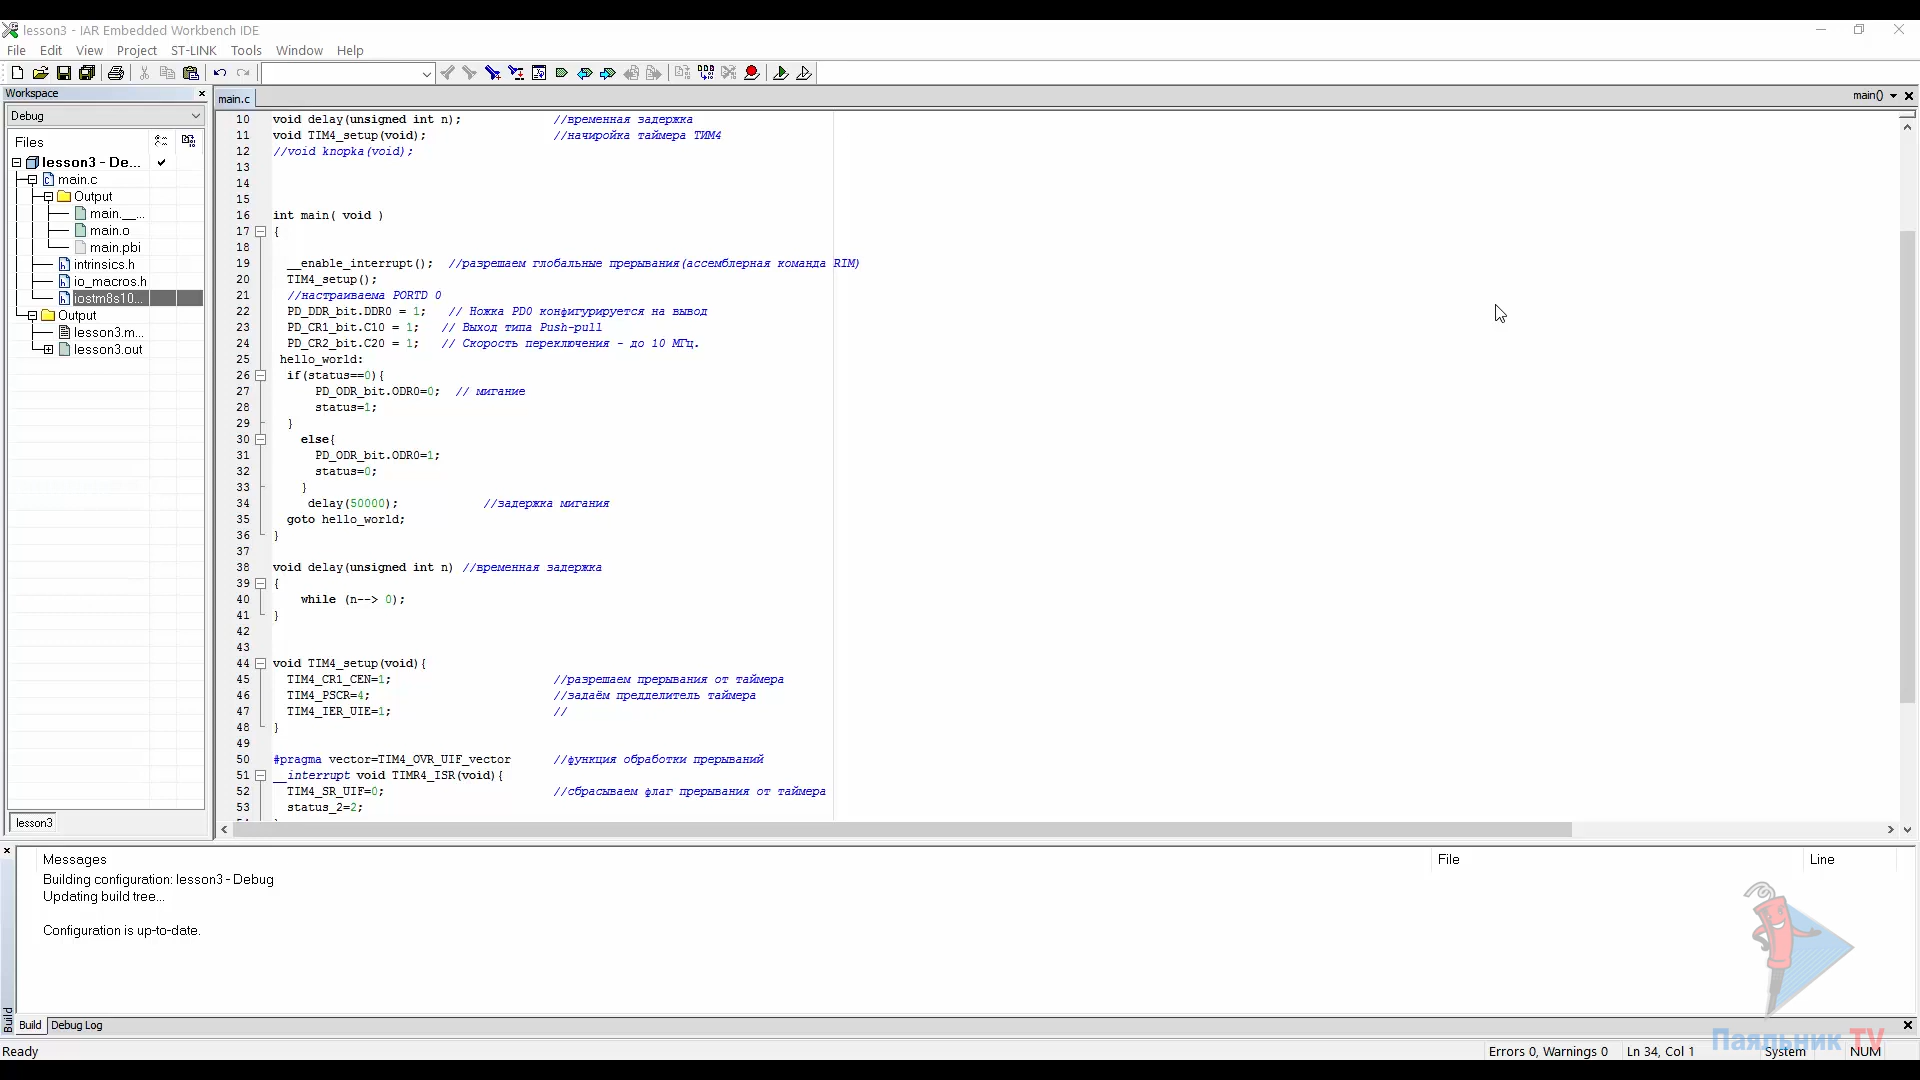 lesson3 - IAR Embedded Workbench IDE
File Edit View Project ST-LINK Tools Window Help
Workspace
Debug
Files
lesson3 - De...
main.c
Output
main.__...
main.o
main.pbi
intrinsics.h
io_macros.h
iostm8s10...
Output
lesson3.m...
lesson3.out
lesson3
main.c
main()
10 void delay(unsigned int n); //временная задержка
11 void TIM4_setup(void); //начиройка таймера ТИМ4
12 //void knopka(void);
13
14
15
16 int main( void )
17 {
18
19 __enable_interrupt(); //разрешаем глобальные прерывания(ассемблерная команда RIM)
20 TIM4_setup();
21 //настраиваема PORTD 0
22 PD_DDR_bit.DDR0 = 1; // Ножка PD0 конфигурируется на вывод
23 PD_CR1_bit.C10 = 1; // Выход типа Push-pull
24 PD_CR2_bit.C20 = 1; // Скорость переключения - до 10 МГц.
25 hello_world:
26 if(status==0){
27 PD_ODR_bit.ODR0=0; // мигание
28 status=1;
29 }
30 else{
31 PD_ODR_bit.ODR0=1;
32 status=0;
33 }
34 delay(50000); //задержка мигания
35 goto hello_world;
36 }
37
38 void delay(unsigned int n) //временная задержка
39 {
40 while (n--> 0);
41 }
42
43
44 void TIM4_setup(void){
45 TIM4_CR1_CEN=1; //разрешаем прерывания от таймера
46 TIM4_PSCR=4; //задаём предделитель таймера
47 TIM4_IER_UIE=1; //
48 }
49
50 #pragma vector=TIM4_OVR_UIF_vector //функция обработки прерываний
51 __interrupt void TIMR4_ISR(void){
52 TIM4_SR_UIF=0; //сбрасываем флаг прерывания от таймера
53 status_2=2;
Messages File Line
Building configuration: lesson3 - Debug
Updating build tree...
Configuration is up-to-date.
Build
Build Debug Log
Паяльник TV
Ready Errors 0, Warnings 0 Ln 34, Col 1 System NUM